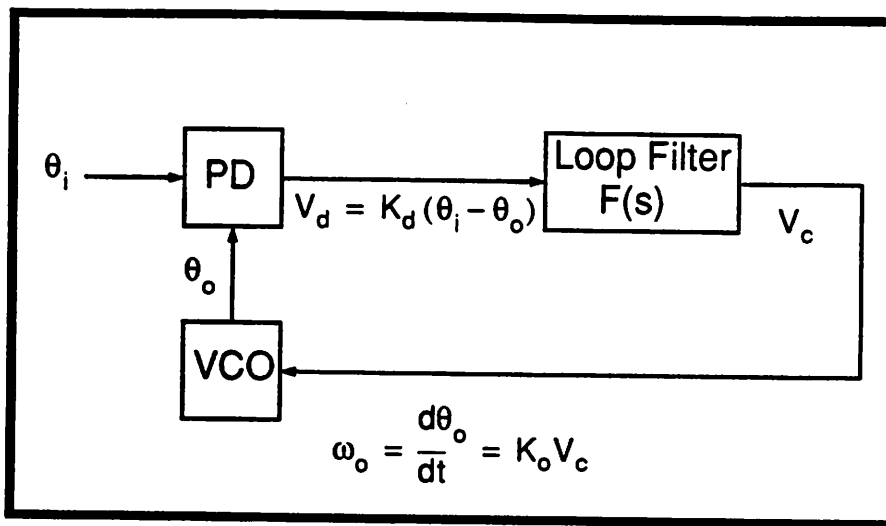 θi
PD
Vd = Kd (θi − θo)
Loop Filter
F(s)
Vc
θo
VCO
ωo = dθo/dt = KoVc